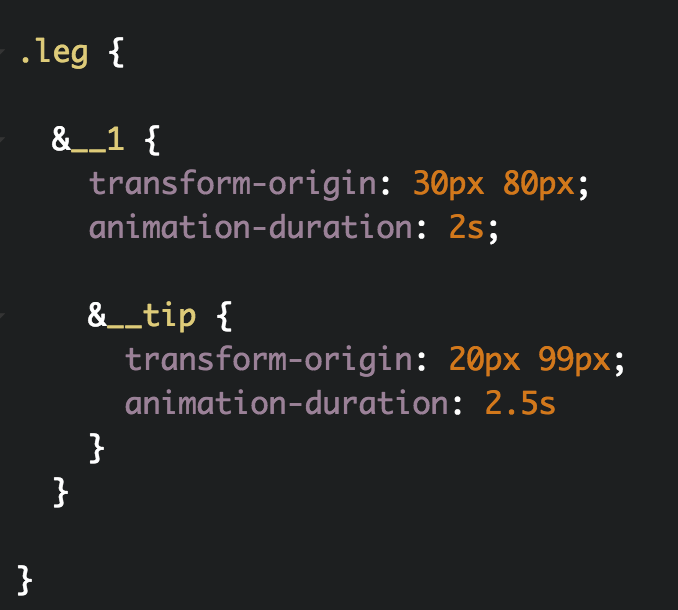 .leg {
&__1 {
transform-origin: 30px 80px;
animation-duration: 2s;
&__tip {
transform-origin: 20px 99px;
animation-duration: 2.5s
}
}
}